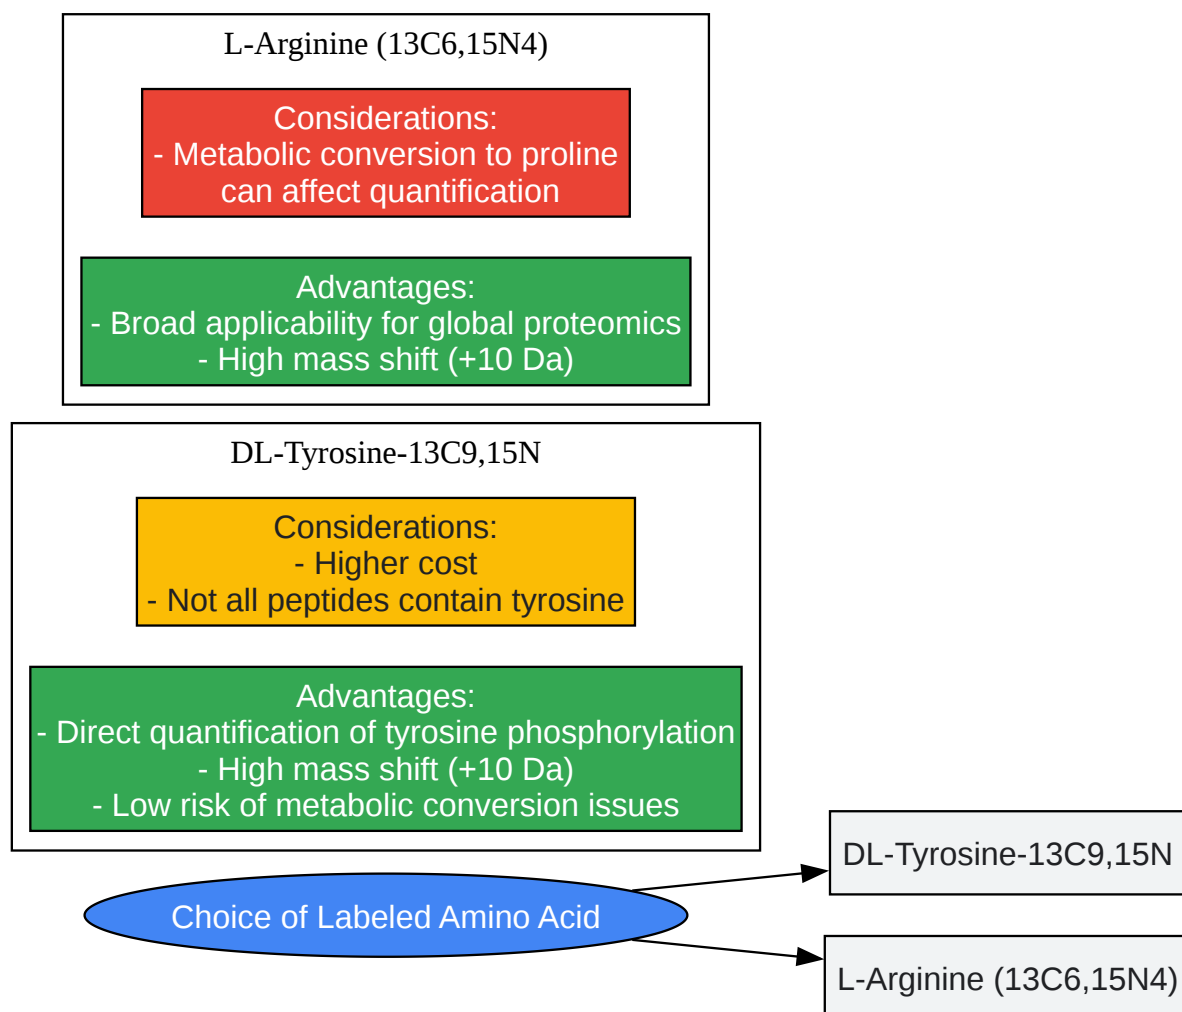 L-Arginine (13C6,15N4)
Considerations:
- Metabolic conversion to proline
can affect quantification
Advantages:
- Broad applicability for global proteomics
- High mass shift (+10 Da)
DL-Tyrosine-13C9,15N
Considerations:
- Higher cost
- Not all peptides contain tyrosine
Advantages:
- Direct quantification of tyrosine phosphorylation
- High mass shift (+10 Da)
- Low risk of metabolic conversion issues
Choice of Labeled Amino Acid
DL-Tyrosine-13C9,15N
L-Arginine (13C6,15N4)